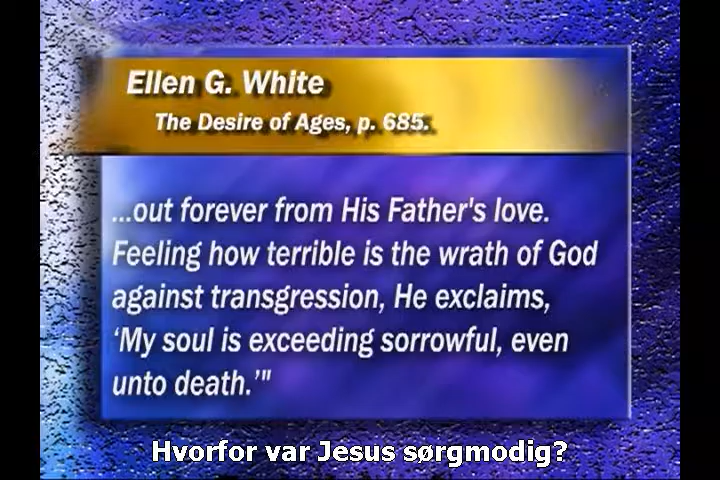 Ellen G. White
The Desire of Ages, p. 685.
...out forever from His Father's love.
Feeling how terrible is the wrath of God
against transgression, He exclaims,
‘My soul is exceeding sorrowful, even
unto death.’"
Hvorfor var Jesus sørgmodig?